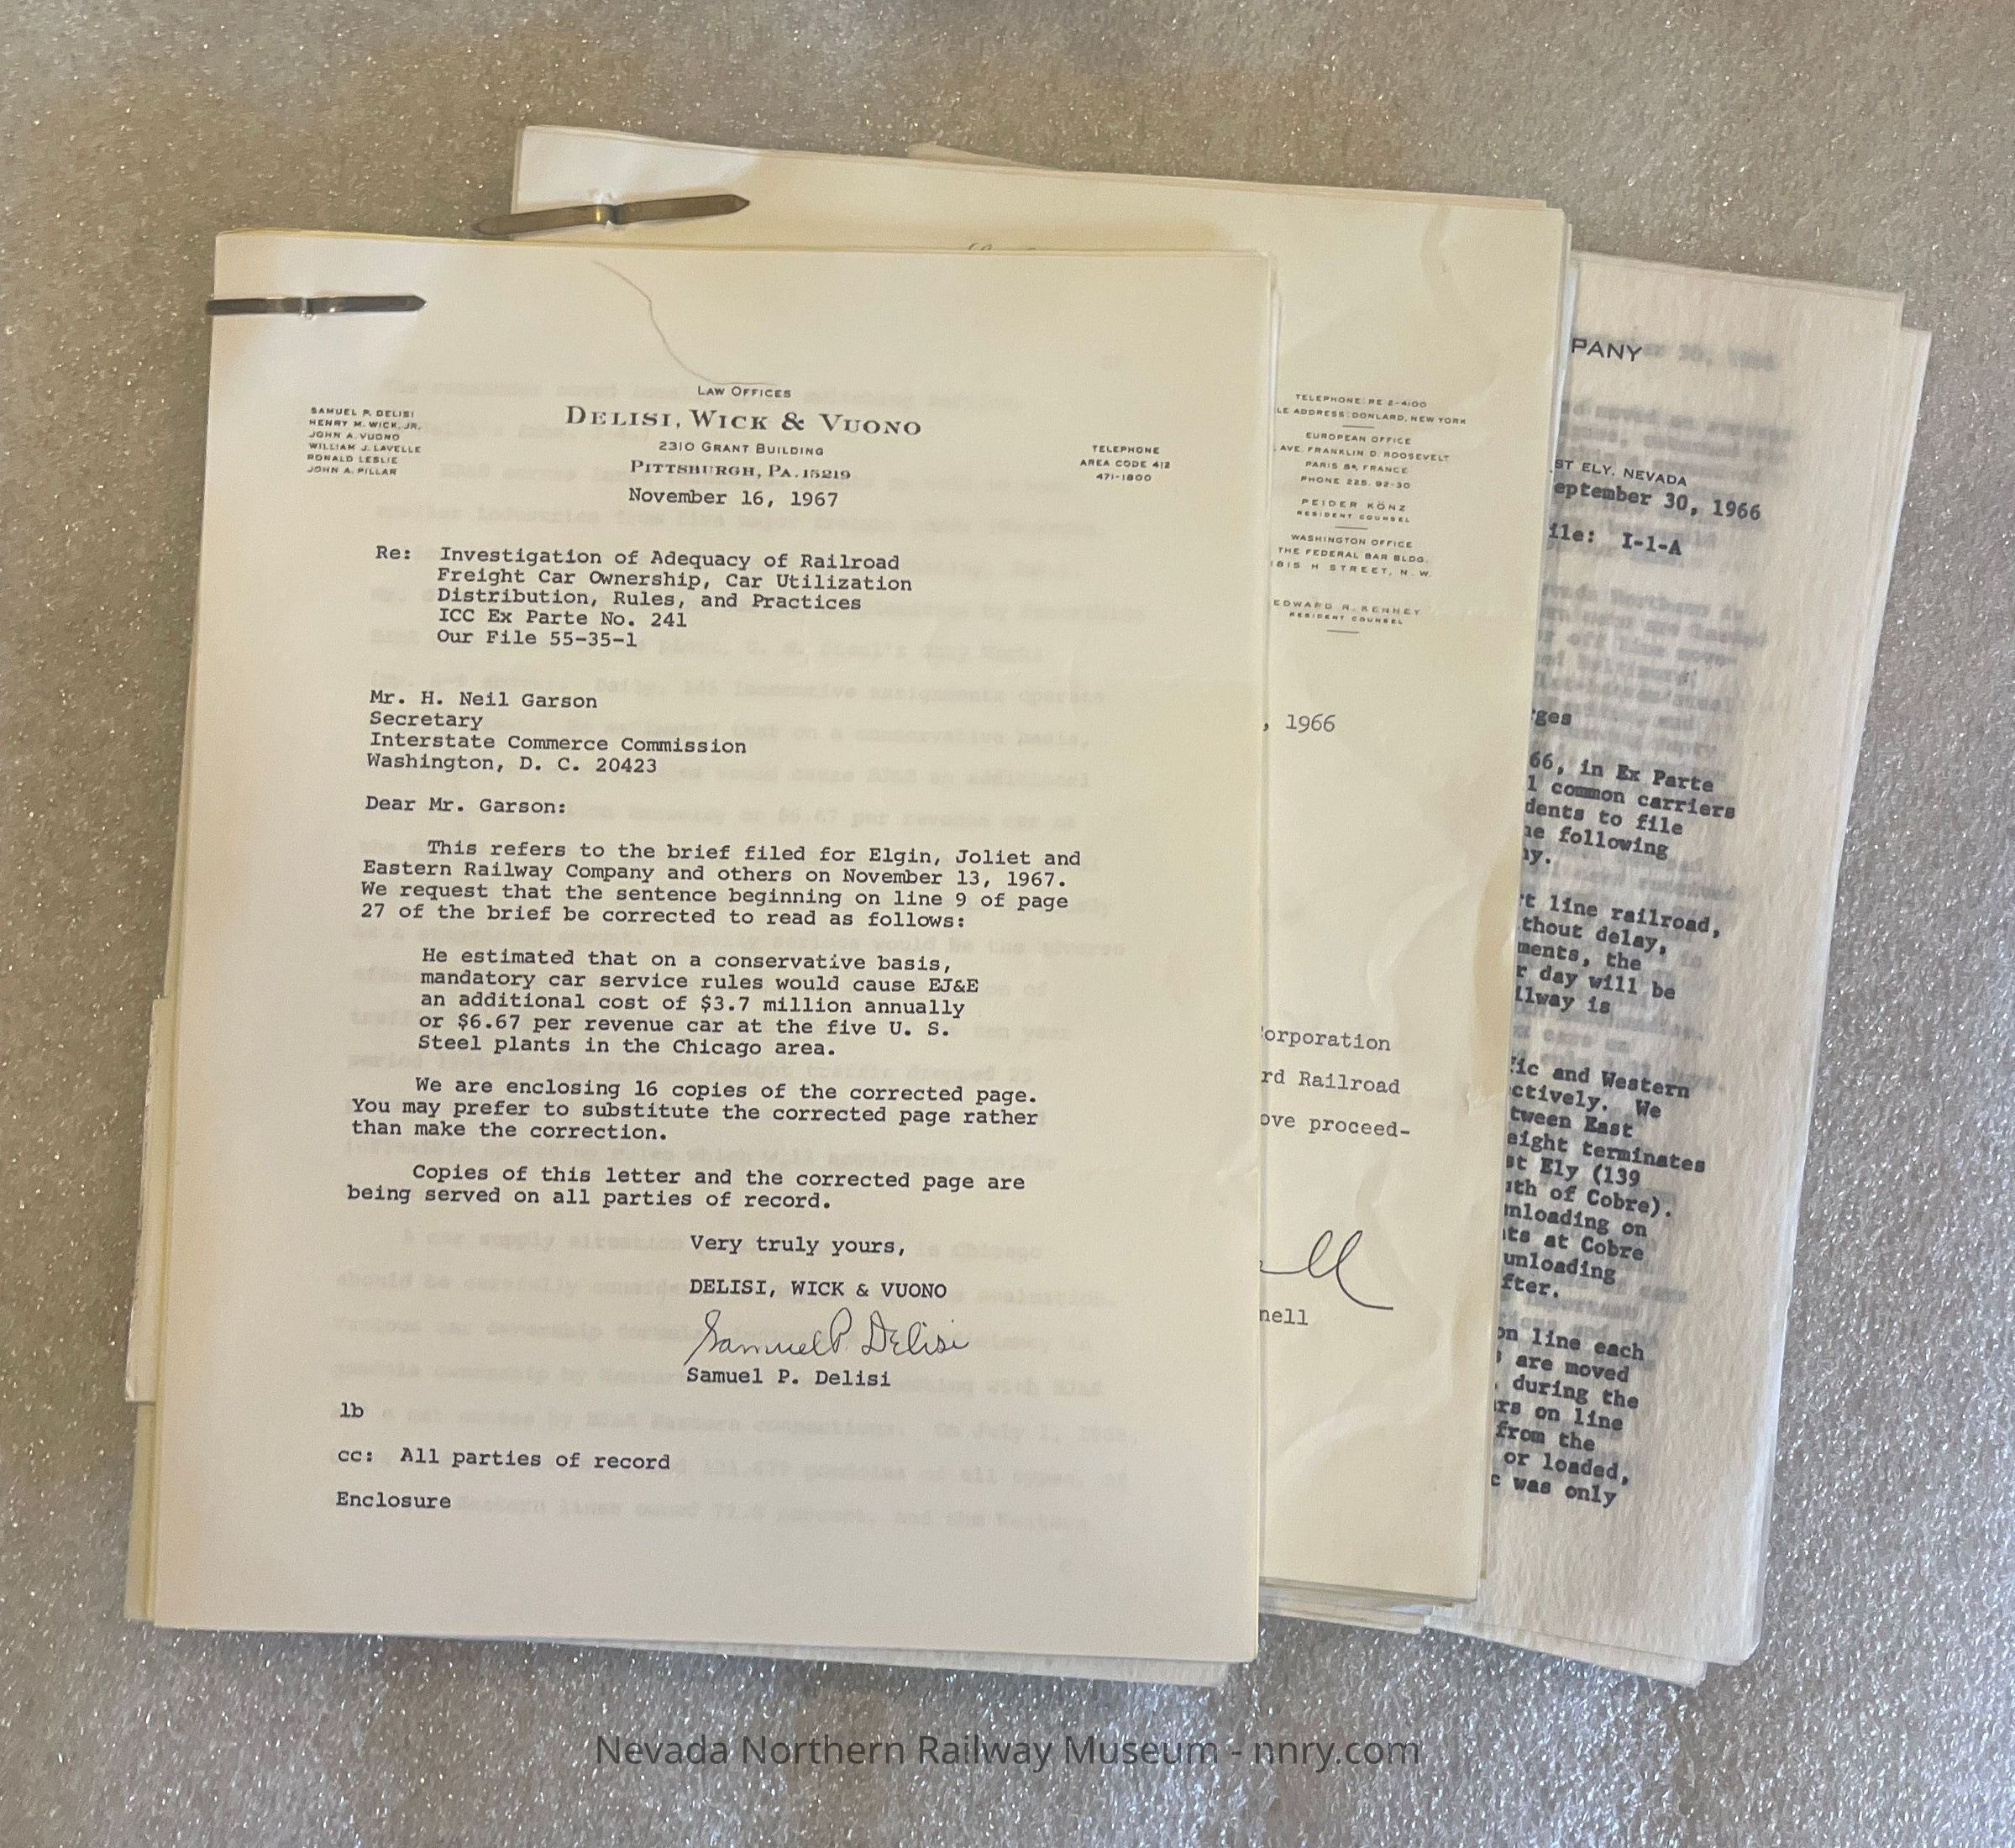 LAW OFFICES
DELISI, WICK & VUONO
2310 GRANT BUILDING
PITTSBURGH, PA. 15219
SAMUEL P. DELISI
HENRY M. WICK, JR.
JOHN A. VUONO
WILLIAM J. LAVELLE
RONALD LESLIE
JOHN A. PILLAR
TELEPHONE
AREA CODE 412
471-1800
November 16, 1967
Re: Investigation of Adequacy of Railroad
Freight Car Ownership, Car Utilization
Distribution, Rules, and Practices
ICC Ex Parte No. 241
Our File 55-35-1
Mr. H. Neil Garson
Secretary
Interstate Commerce Commission
Washington, D. C. 20423
Dear Mr. Garson:
This refers to the brief filed for Elgin, Joliet and
Eastern Railway Company and others on November 13, 1967.
We request that the sentence beginning on line 9 of page
27 of the brief be corrected to read as follows:
He estimated that on a conservative basis,
mandatory car service rules would cause EJ&E
an additional cost of $3.7 million annually
or $6.67 per revenue car at the five U. S.
Steel plants in the Chicago area.
We are enclosing 16 copies of the corrected page.
You may prefer to substitute the corrected page rather
than make the correction.
Copies of this letter and the corrected page are
being served on all parties of record.
Very truly yours,
DELISI, WICK & VUONO
Samuel P. Delisi
Samuel P. Delisi
lb
cc: All parties of record
Enclosure
TELEPHONE: RE 2-4100
LE ADDRESS: DONLARD, NEW YORK
EUROPEAN OFFICE
AVE. FRANKLIN D. ROOSEVELT
PARIS 8e, FRANCE
PHONE 225. 92-30
PEIDER KÖNZ
RESIDENT COUNSEL
WASHINGTON OFFICE
THE FEDERAL BAR BLDG.
1815 H STREET, N. W.
EDWARD R. KENNEY
RESIDENT COUNSEL
, 1966
orporation
rd Railroad
ove proceed-
ll
nell
PANY
ST ELY, NEVADA
eptember 30, 1966
ile: I-1-A
rges
66, in Ex Parte
l common carriers
dents to file
he following
ny.
rt line railroad,
thout delay,
ments, the
r day will be
ilway is
fic and Western
ctively. We
tween East
eight terminates
st Ely (139
uth of Cobre).
nloading on
nts at Cobre
unloading
fter.
on line each
s are moved
during the
rs on line
from the
or loaded,
c was only
Nevada Northern Railway Museum - nnry.com